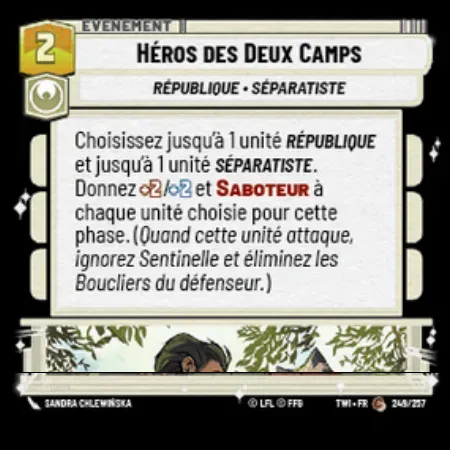 EVENEMENT
2
HÉROS DES DEUX CAMPS
RÉPUBLIQUE • SÉPARATISTE
Choisissez jusqu'à 1 unité RÉPUBLIQUE
et jusqu'à 1 unité SÉPARATISTE.
Donnez +2/+2 et SABOTEUR à
chaque unité choisie pour cette
phase. (Quand cette unité attaque,
ignorez Sentinelle et éliminez les
Boucliers du défenseur.)
SANDRA CHLEWIŃSKA
© LFL © FFG
TWI • FR
249/257